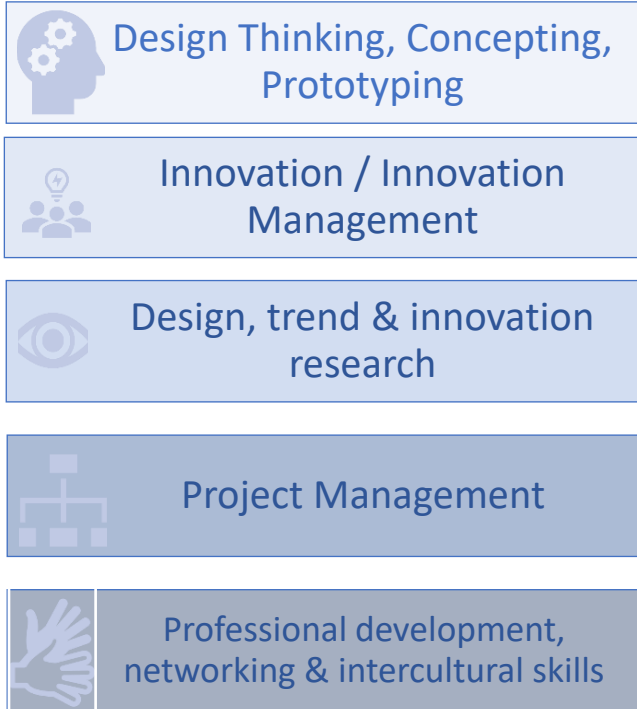 Design Thinking, Concepting,
Prototyping
Innovation / Innovation
Management
Design, trend & innovation
research
Project Management
Professional development,
networking & intercultural skills